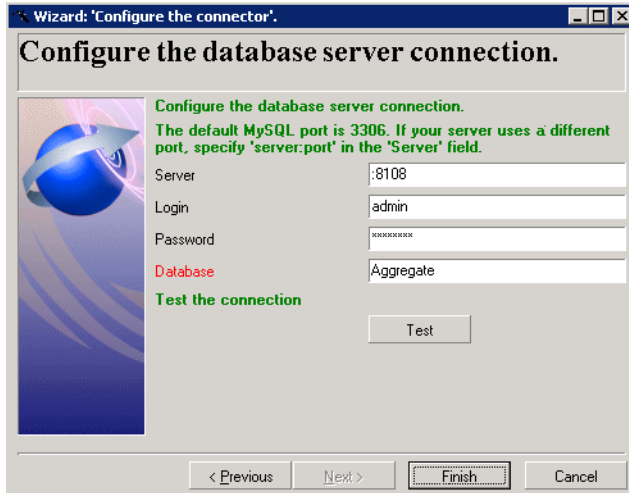 Wizard: 'Configure the connector'.
Configure the database server connection.
Configure the database server connection.
The default MySQL port is 3306. If your server uses a different
port, specify 'server:port' in the 'Server' field.
Server :8108
Login admin
Password ********
Database Aggregate
Test the connection
Test
< Previous Next > Finish Cancel